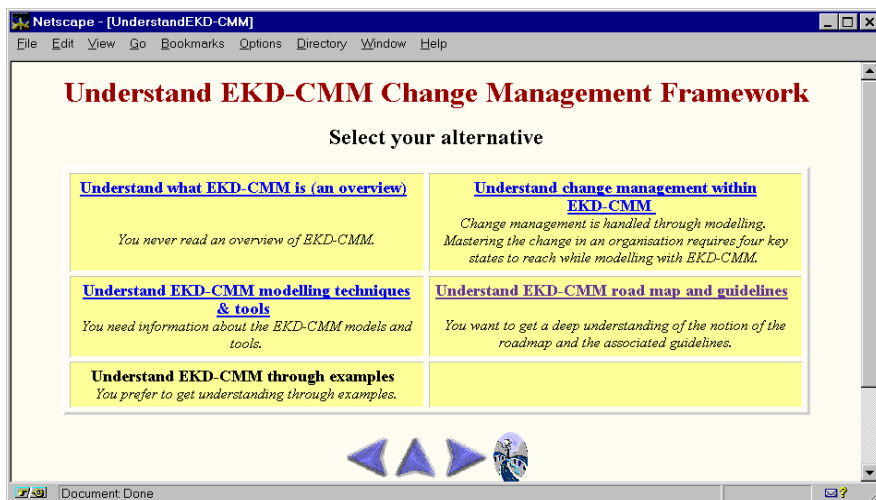 Netscape - [UnderstandEKD-CMM]
File Edit View Go Bookmarks Options Directory Window Help
Understand EKD-CMM Change Management Framework
Select your alternative
Understand what EKD-CMM is (an overview)
You never read an overview of EKD-CMM.
Understand change management within
EKD-CMM
Change management is handled through modelling.
Mastering the change in an organisation requires four key
states to reach while modelling with EKD-CMM.
Understand EKD-CMM modelling techniques
& tools
You need information about the EKD-CMM models and
tools.
Understand EKD-CMM road map and guidelines
You want to get a deep understanding of the notion of the
roadmap and the associated guidelines.
Understand EKD-CMM through examples
You prefer to get understanding through examples.
Document: Done